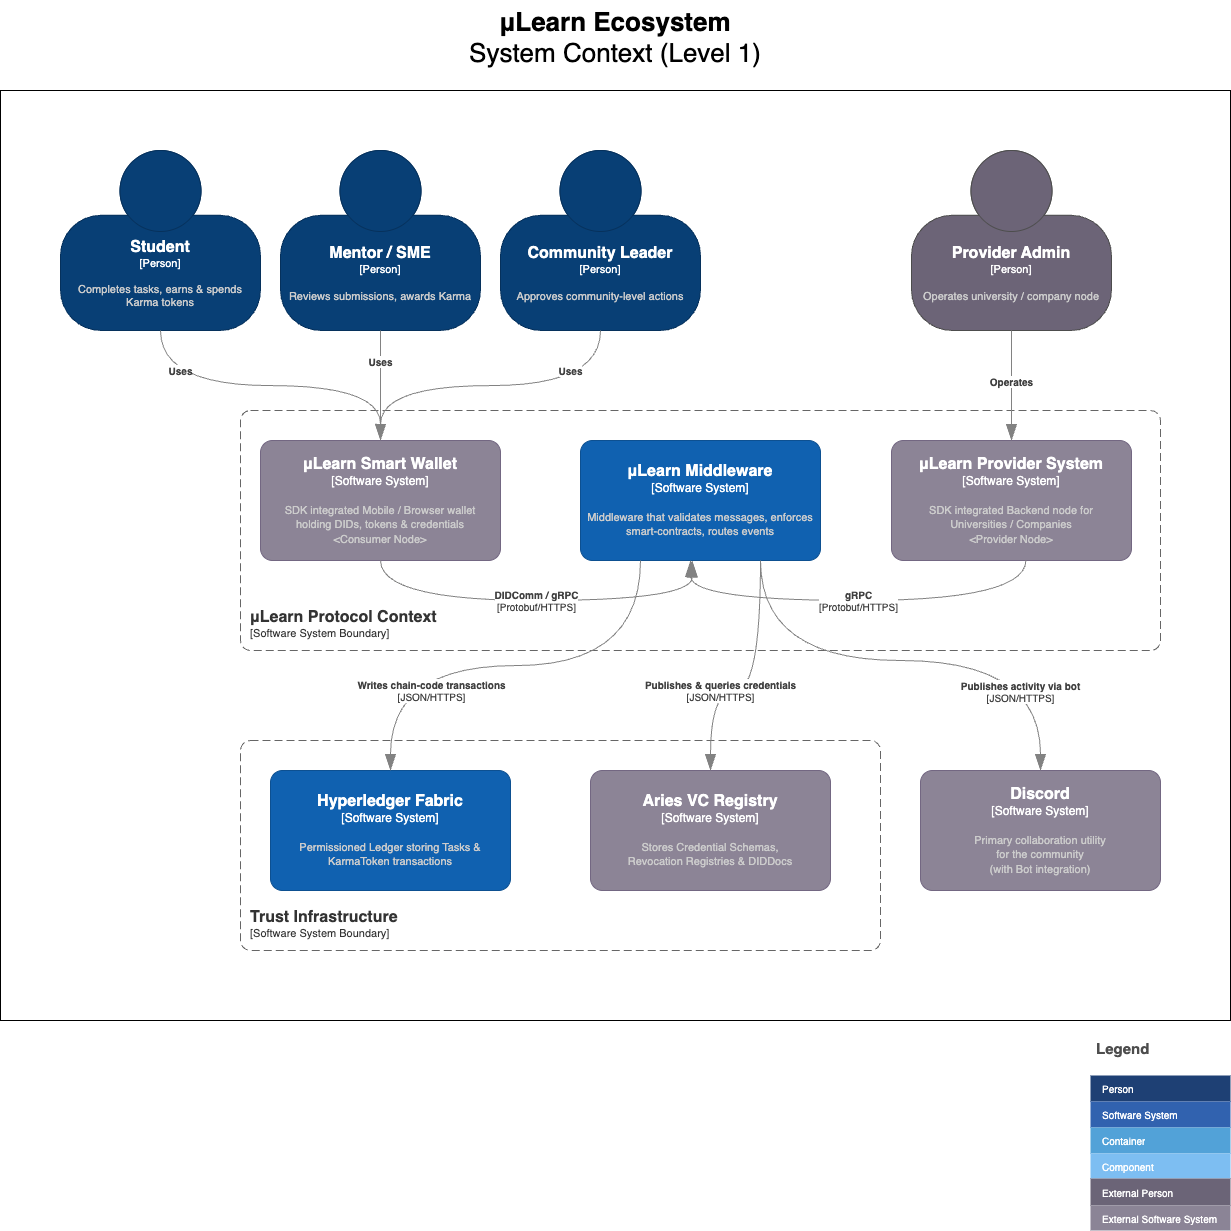 µLearn Ecosystem
System Context (Level 1)
Student
[Person]
Completes tasks, earns & spends
Karma tokens
Mentor / SME
[Person]
Reviews submissions, awards Karma
Community Leader
[Person]
Approves community-level actions
Provider Admin
[Person]
Operates university / company node
Uses
Uses
Uses
Operates
µLearn Smart Wallet
[Software System]
SDK integrated Mobile / Browser wallet
holding DIDs, tokens & credentials
<Consumer Node>
µLearn Middleware
[Software System]
Middleware that validates messages, enforces
smart-contracts, routes events
µLearn Provider System
[Software System]
SDK integrated Backend node for
Universities / Companies
<Provider Node>
DIDComm / gRPC
[Protobuf/HTTPS]
gRPC
[Protobuf/HTTPS]
µLearn Protocol Context
[Software System Boundary]
Writes chain-code transactions
[JSON/HTTPS]
Publishes & queries credentials
[JSON/HTTPS]
Publishes activity via bot
[JSON/HTTPS]
Hyperledger Fabric
[Software System]
Permissioned Ledger storing Tasks &
KarmaToken transactions
Aries VC Registry
[Software System]
Stores Credential Schemas,
Revocation Registries & DIDDocs
Discord
[Software System]
Primary collaboration utility
for the community
(with Bot integration)
Trust Infrastructure
[Software System Boundary]
Legend
Person
Software System
Container
Component
External Person
External Software System